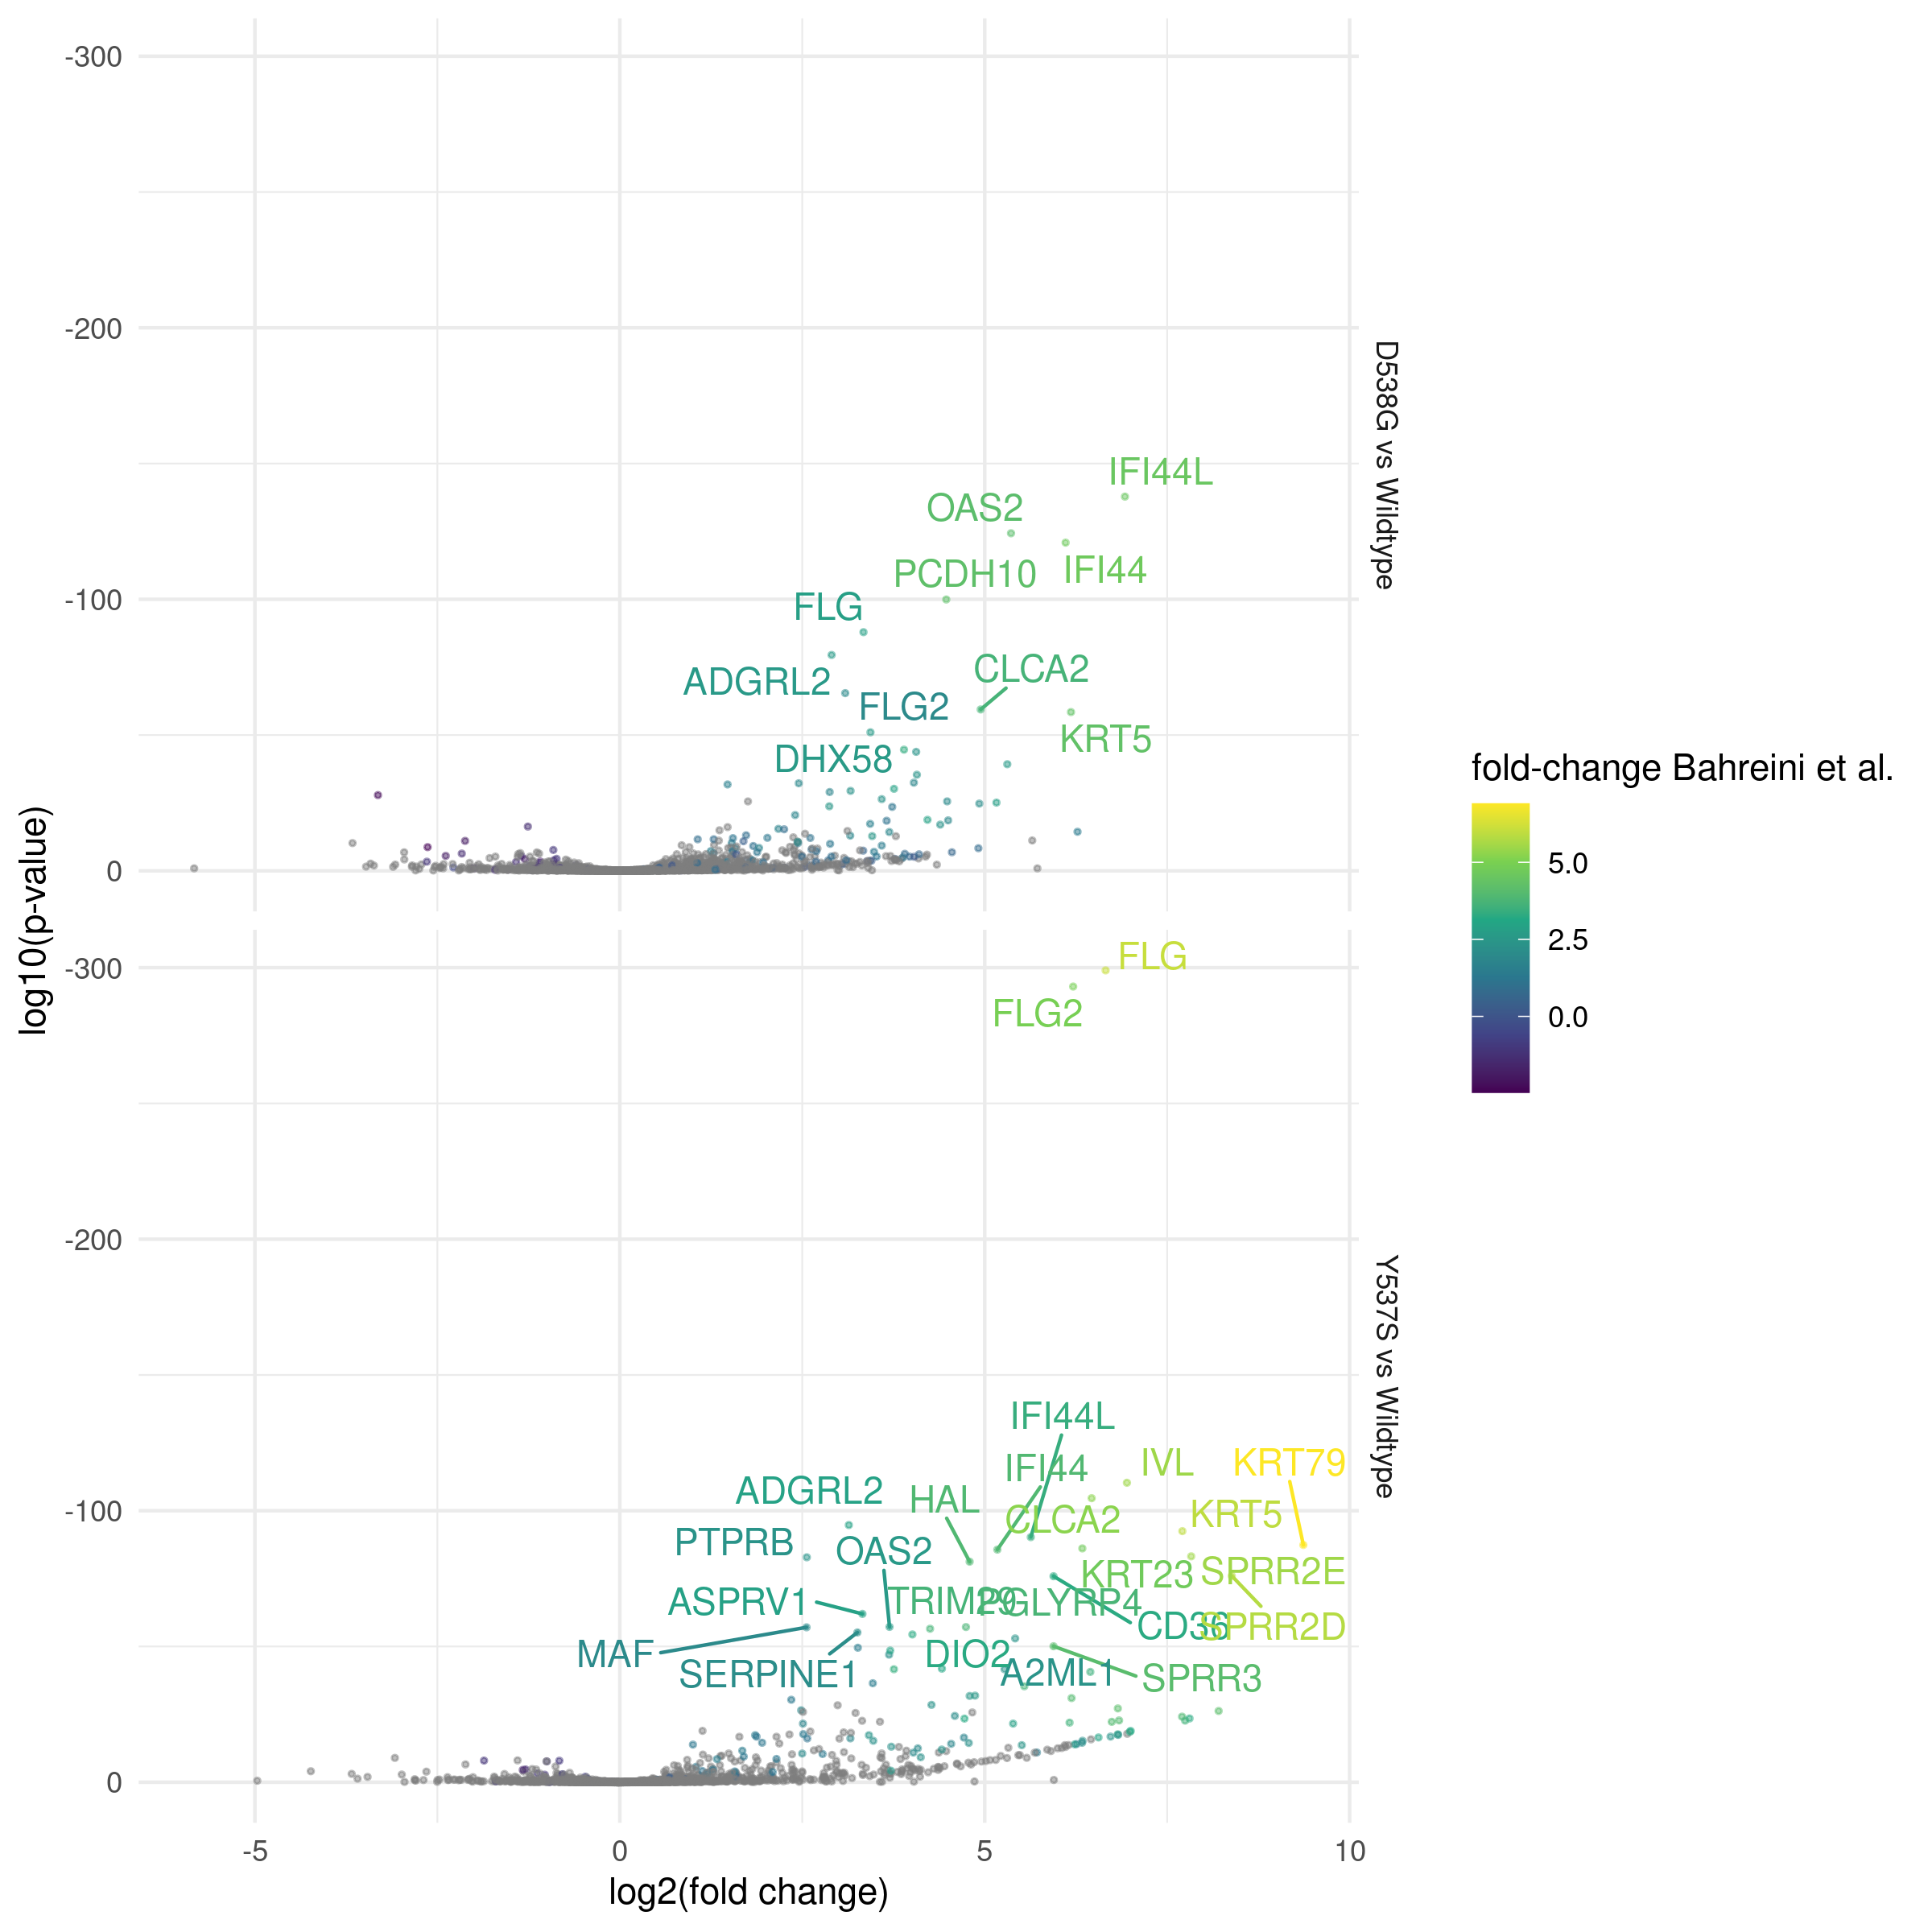 -300
-200
-100
0
IFI44L
OAS2
IFI44
PCDH10
FLG
CLCA2
ADGRL2
FLG2
KRT5
DHX58
D538G vs Wildtype
log10(p-value)
-300
-200
-100
0
FLG
FLG2
IFI44L
IFI44
IVL
KRT79
ADGRL2
HAL
CLCA2
KRT5
PTPRB
OAS2
KRT23
SPRR2E
ASPRV1
TRIM29
PGLYRP4
CD36
SPRR2D
MAF
SERPINE1
DIO2
A2ML1
SPRR3
Y537S vs Wildtype
-5
0
5
10
log2(fold change)
fold-change Bahreini et al.
5.0
2.5
0.0